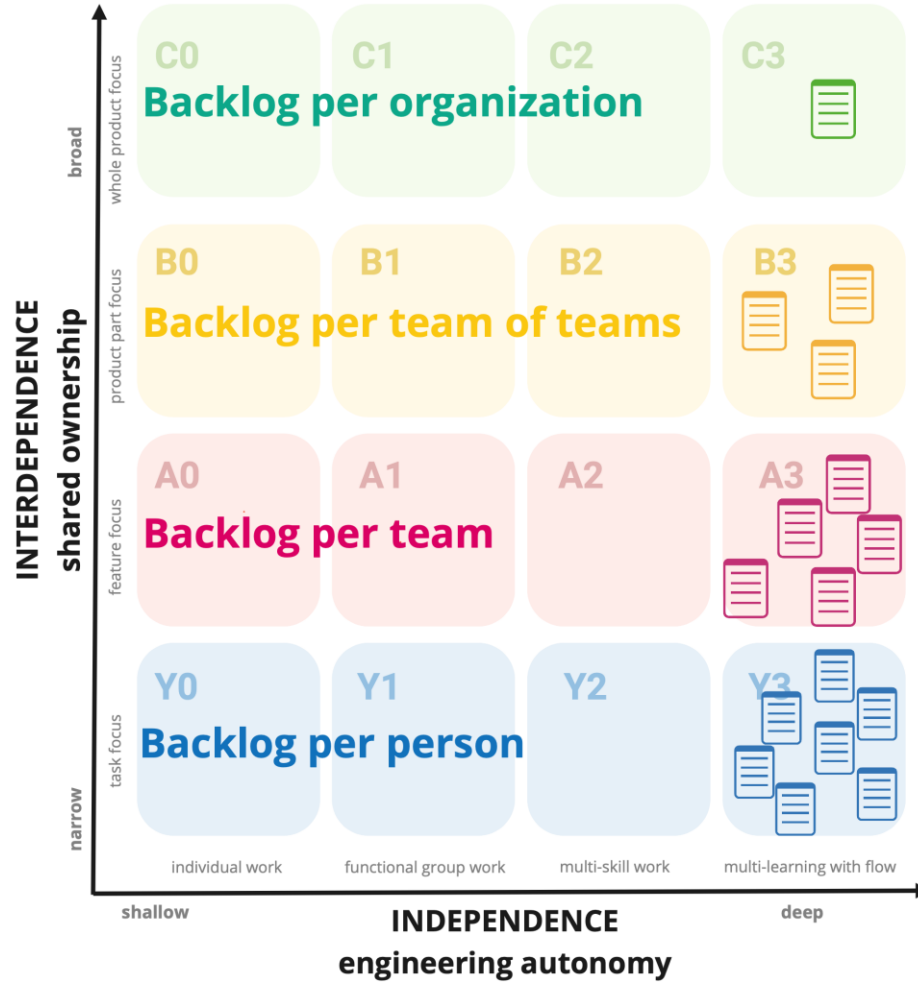 C0 C1 C2 C3
Backlog per organization
whole product focus
broad
B0 B1 B2 B3
Backlog per team of teams
product part focus
INTERDEPENDENCE
shared ownership
A0 A1 A2 A3
Backlog per team
feature focus
Y0 Y1 Y2 Y3
Backlog per person
task focus
narrow
individual work
functional group work
multi-skill work
multi-learning with flow
shallow
deep
INDEPENDENCE
engineering autonomy